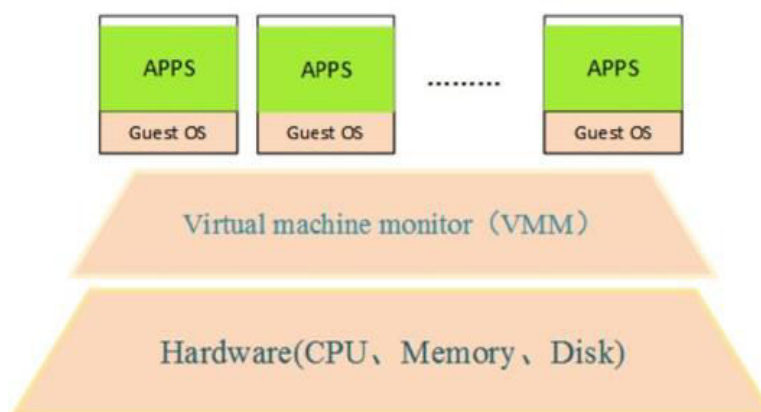 APPS APPS ......... APPS
Guest OS Guest OS Guest OS
Virtual machine monitor（VMM）
Hardware(CPU、Memory、Disk)